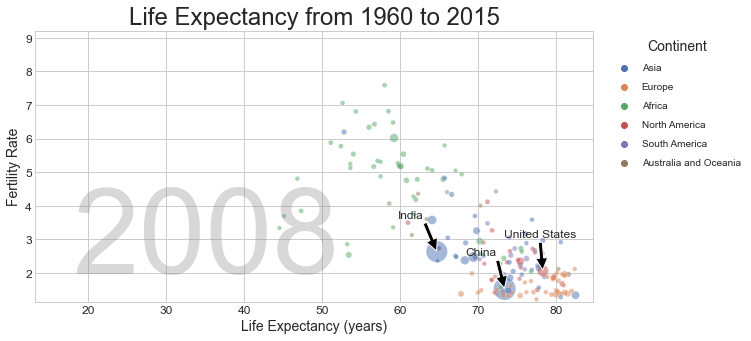 Life Expectancy from 1960 to 2015
Continent
Asia
Europe
Africa
North America
South America
Australia and Oceania
Fertility Rate
9
8
7
6
5
4
3
2
2008
India
China
United States
20
30
40
50
60
70
80
Life Expectancy (years)